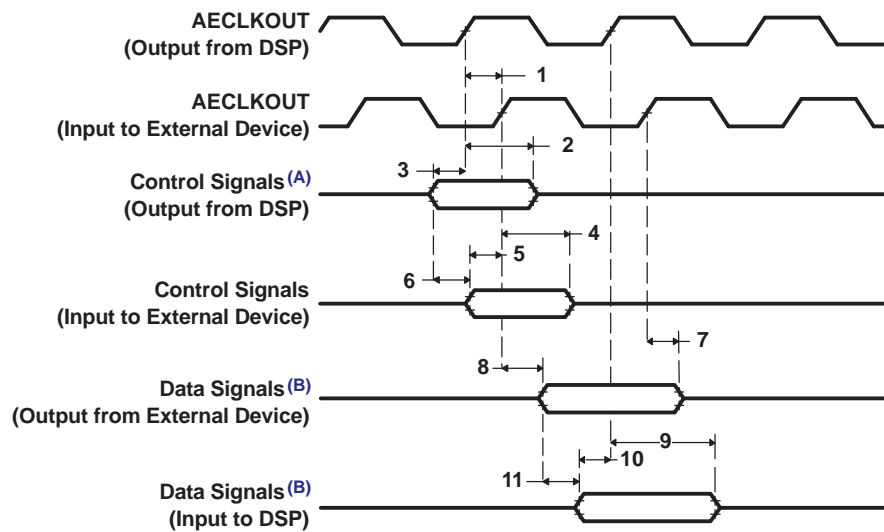 AECLKOUT
(Output from DSP)
1
AECLKOUT
(Input to External Device)
2
3
Control Signals (A)
(Output from DSP)
4
5
6
Control Signals
(Input to External Device)
7
8
Data Signals (B)
(Output from External Device)
9
10
11
Data Signals (B)
(Input to DSP)